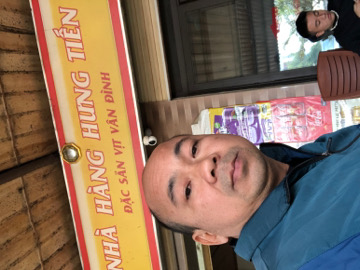 NHÀ HÀNG HƯNG TIẾN
ĐẶC SẢN VỊT VÂN ĐÌNH